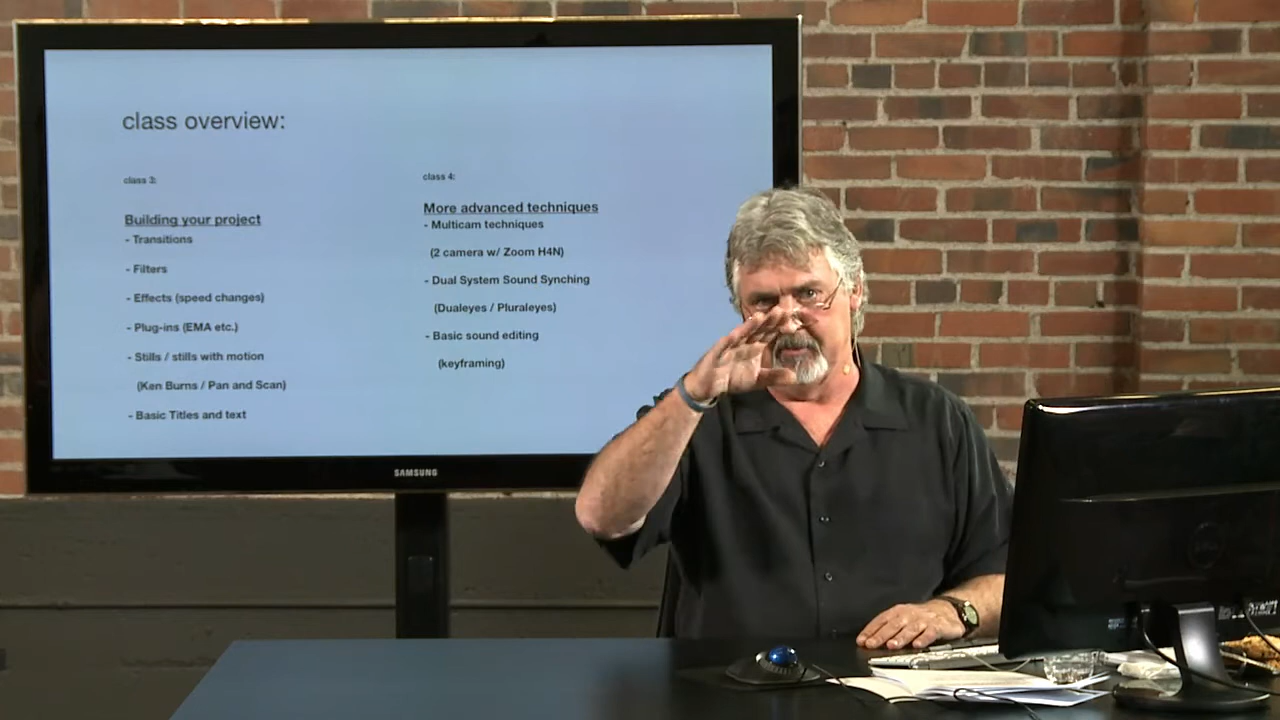 class overview:
class 3:
Building your project
- Transitions
- Filters
- Effects (speed changes)
- Plug-ins (EMA etc.)
- Stills / stills with motion
(Ken Burns / Pan and Scan)
- Basic Titles and text
class 4:
More advanced techniques
- Multicam techniques
(2 camera w/ Zoom H4N)
- Dual System Sound Synching
(Dualeyes / Pluraleyes)
- Basic sound editing
(keyframing)
SAMSUNG
DELL